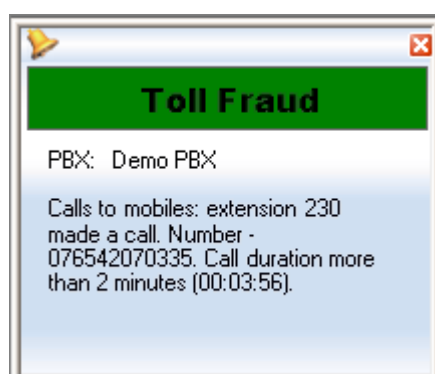 Toll Fraud
PBX: Demo PBX
Calls to mobiles: extension 230
made a call. Number -
076542070335. Call duration more
than 2 minutes (00:03:56).